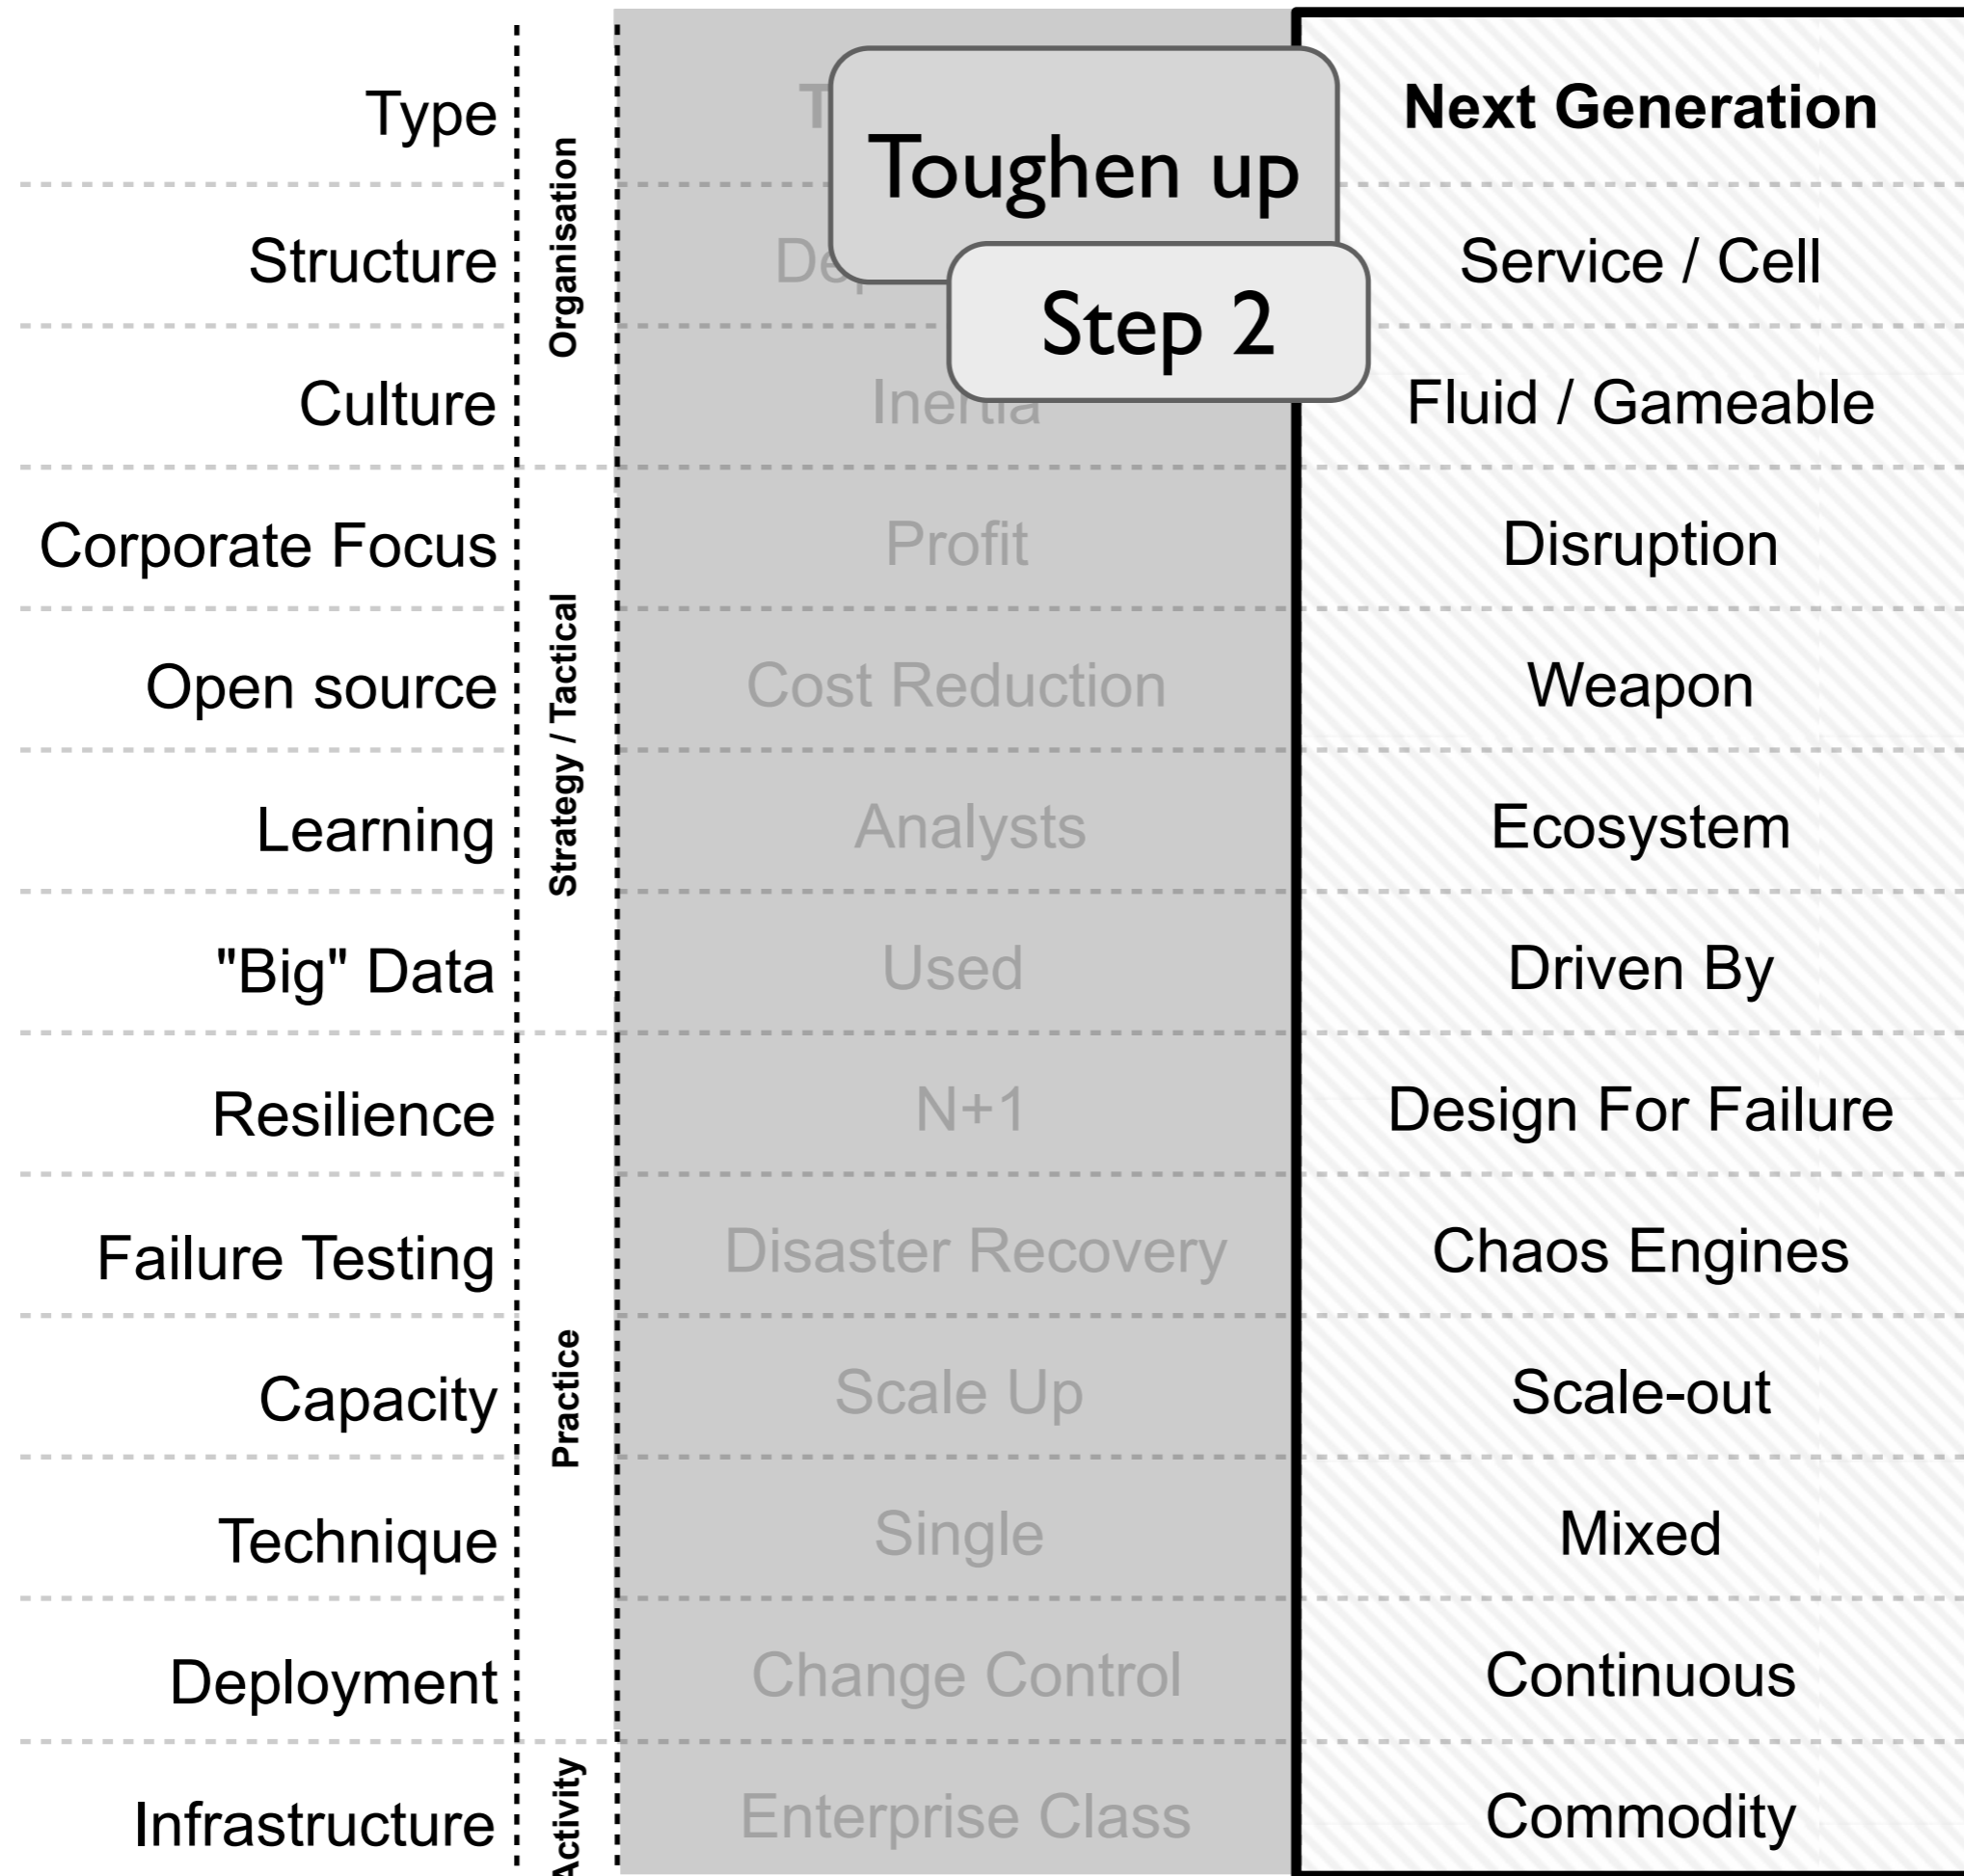 Toughen up
Step 2
Type
Next Generation
Organisation
Structure
Service / Cell
Culture
Inertia
Fluid / Gameable
Corporate Focus
Profit
Disruption
Strategy / Tactical
Open source
Cost Reduction
Weapon
Learning
Analysts
Ecosystem
"Big" Data
Used
Driven By
Practice
Resilience
N+1
Design For Failure
Failure Testing
Disaster Recovery
Chaos Engines
Capacity
Scale Up
Scale-out
Technique
Single
Mixed
Deployment
Change Control
Continuous
Activity
Infrastructure
Enterprise Class
Commodity